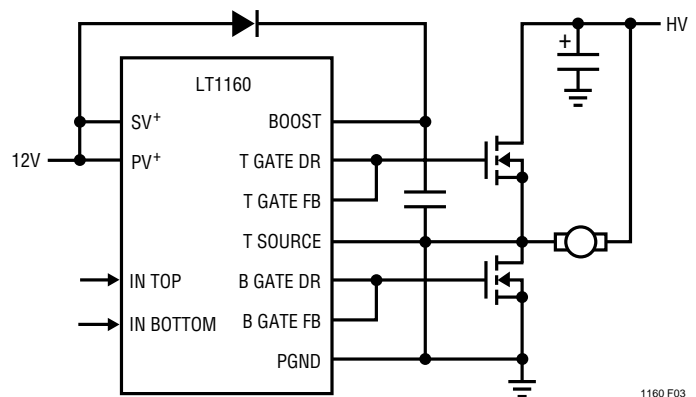 HV
+
LT1160
SV+
BOOST
12V
PV+
T GATE DR
T GATE FB
T SOURCE
IN TOP
B GATE DR
IN BOTTOM
B GATE FB
PGND
1160 F03